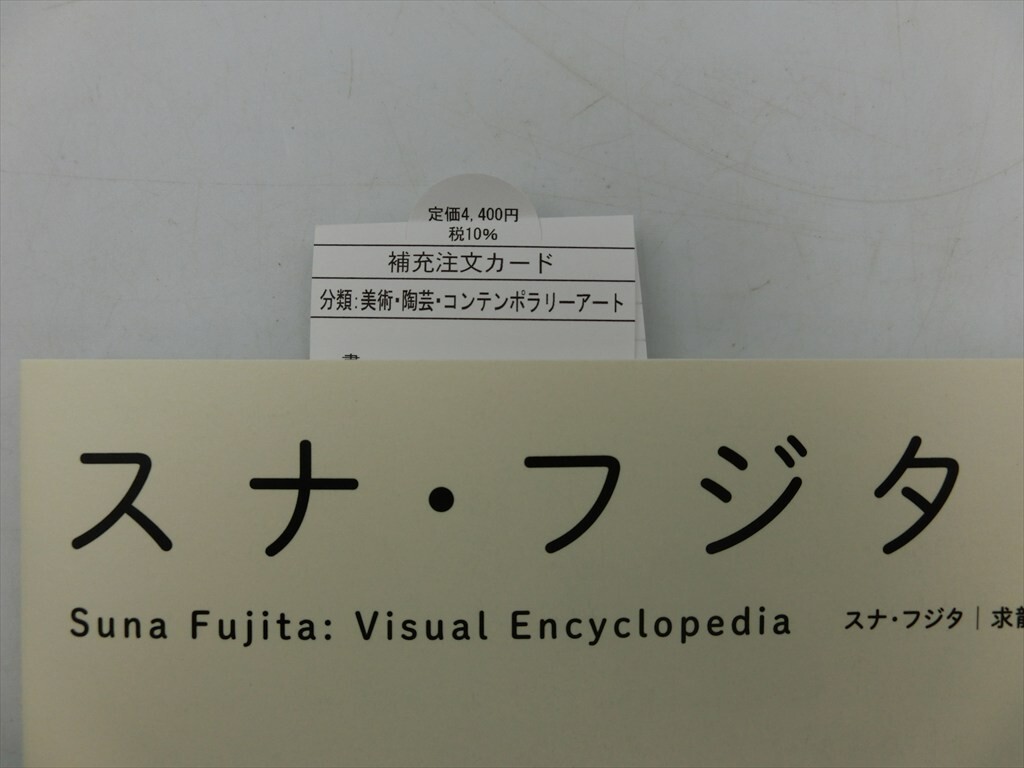 定価4,400円
税10%
補充注文カード
分類:美術・陶芸・コンテンポラリーアート
スナ・フジタ
Suna Fujita: Visual Encyclopedia
スナ・フジタ | 求